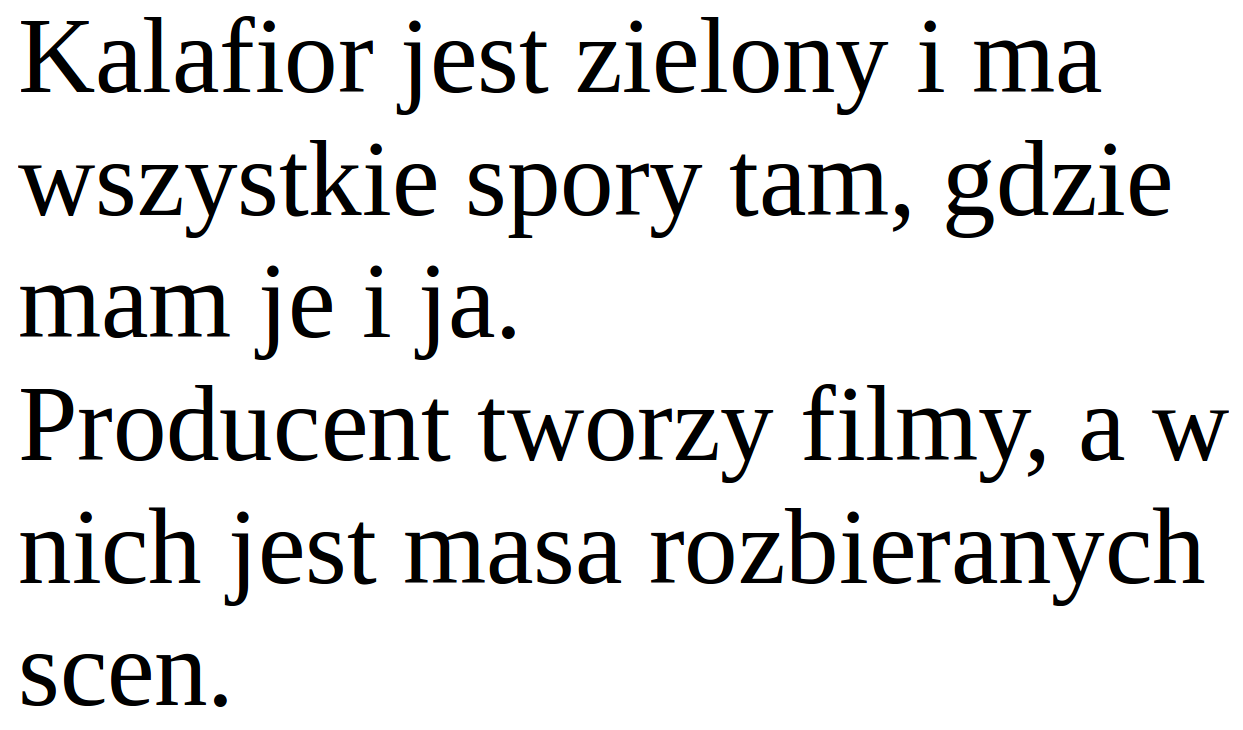 Kalafior jest zielony i ma
wszystkie spory tam, gdzie
mam je i ja.
Producent tworzy filmy, a w
nich jest masa rozbieranych
scen.